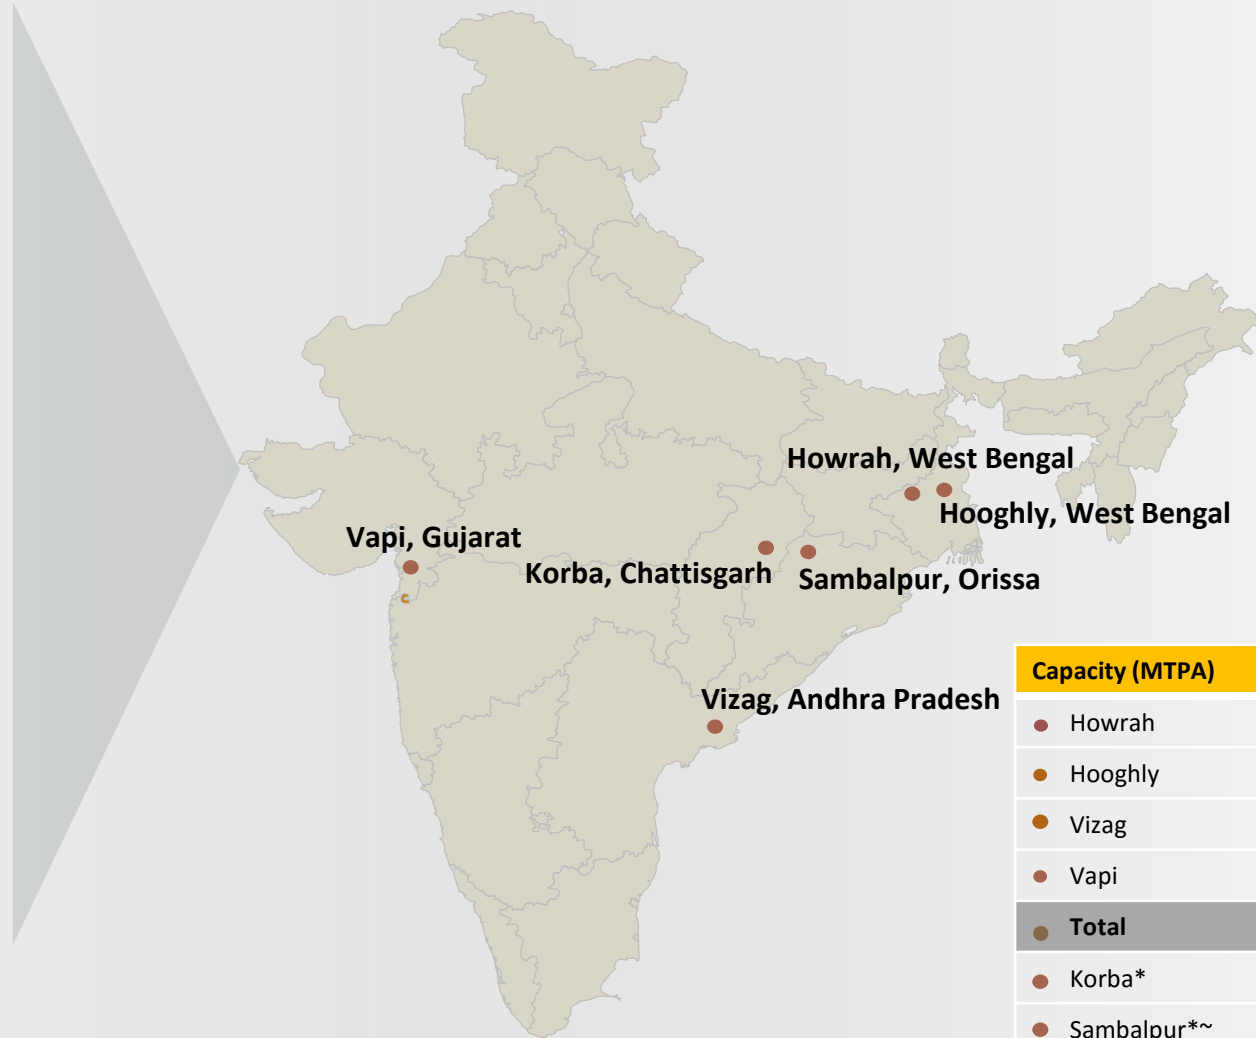 Howrah, West Bengal
Hooghly, West Bengal
Vapi, Gujarat
Korba, Chattisgarh
Sambalpur, Orissa
Vizag, Andhra Pradesh
Capacity (MTPA)
Howrah
Hooghly
Vizag
Vapi
Total
Korba*
Sambalpur*~